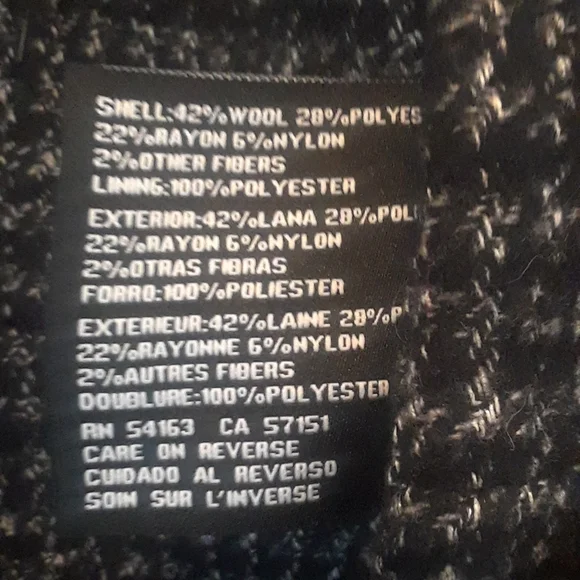 SHELL:42%WOOL 28%POLYES
22%RAYON 6%NYLON
2%OTHER FIBERS
LINING:100%POLYESTER
EXTERIOR:42%LANA 28%POL
22%RAYON 6%NYLON
2%OTRAS FIBRAS
FORRO:100%POLIESTER
EXTERIEUR:42%LAINE 28%P
22%RAYONNE 6%NYLON
2%AUTRES FIBERS
DOUBLURE:100%POLYESTER
RN 54163 CA 57151
CARE ON REVERSE
CUIDADO AL REVERSO
SOIN SUR L'INVERSE